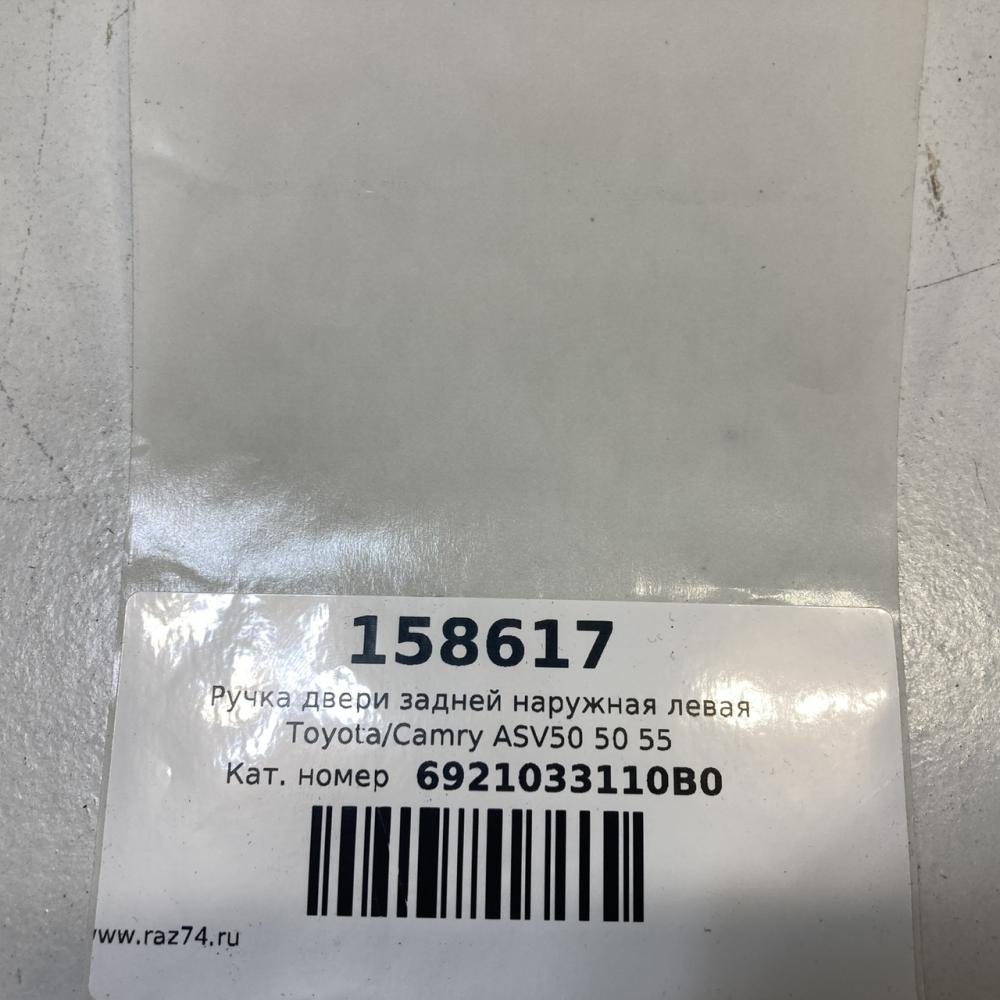 158617
Ручка двери задней наружная левая
Toyota/Camry ASV50 50 55
Кат. номер 6921033110B0
www.raz74.ru